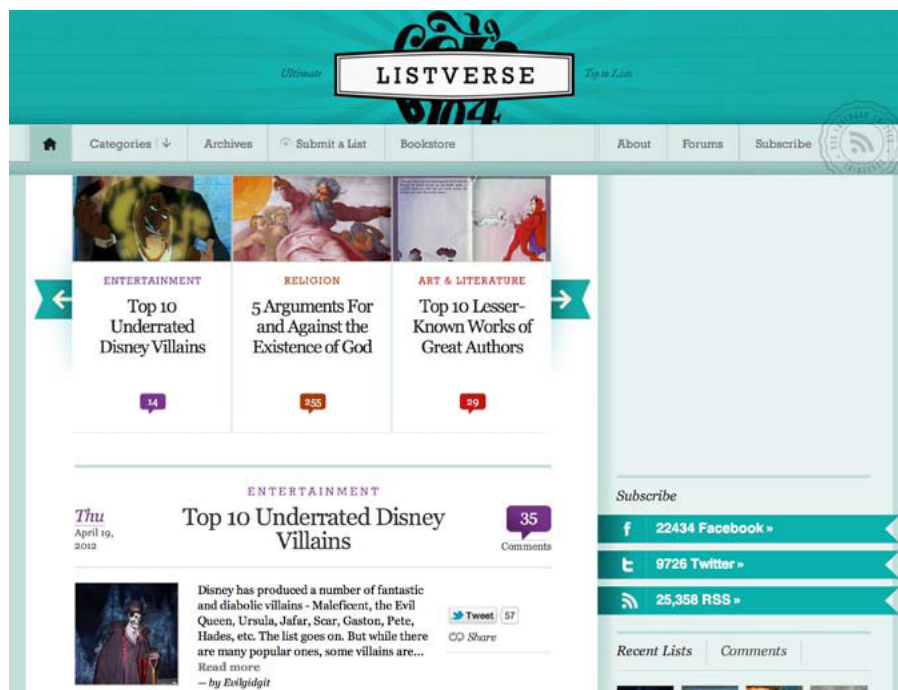 Ultimate
LISTVERSE
Top 10 Lists
Categories
Archives
Submit a List
Bookstore
About
Forums
Subscribe
ENTERTAINMENT
Top 10
Underrated
Disney Villains
14
RELIGION
5 Arguments For
and Against the
Existence of God
255
ART & LITERATURE
Top 10 Lesser-
Known Works of
Great Authors
29
Thu
April 19,
2012
ENTERTAINMENT
Top 10 Underrated Disney
Villains
35
Comments
Disney has produced a number of fantastic
and diabolic villains - Maleficent, the Evil
Queen, Ursula, Jafar, Scar, Gaston, Pete,
Hades, etc. The list goes on. But while there
are many popular ones, some villains are...
Read more
— by Evilgidgit
Tweet 57
Share
Subscribe
22434 Facebook »
9726 Twitter »
25,358 RSS »
Recent Lists
Comments